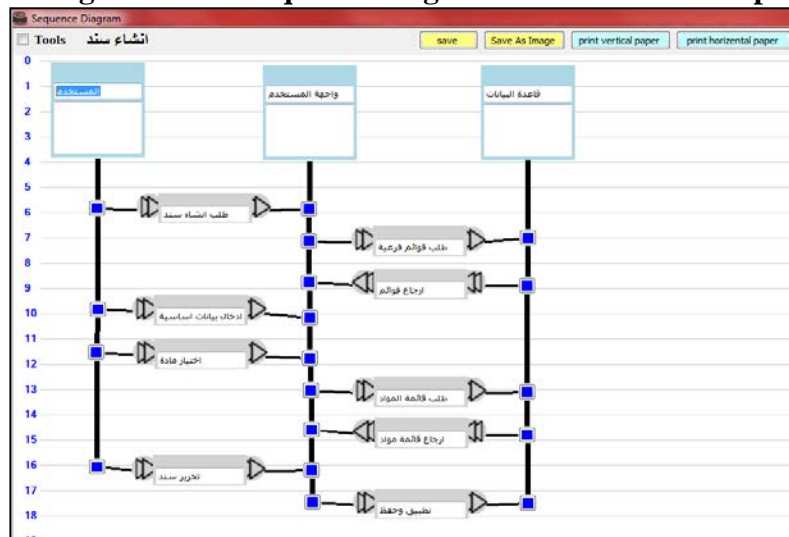 Sequence Diagram
Tools انشاء سند save Save As Image print vertical paper print horizental paper
0
1 المستخدم واجهة المستخدم قاعدة البيانات
2
3
4
5
6 طلب انشاء سند
7 طلب قوائم فرعية
8
9 ارجاع قوائم
10 ادخال بيانات اساسية
11
12 اختيار مادة
13 طلب قائمة المواد
14
15 ارجاع قائمة مواد
16 تحرير سند
17
18 تطبيق وحفظ